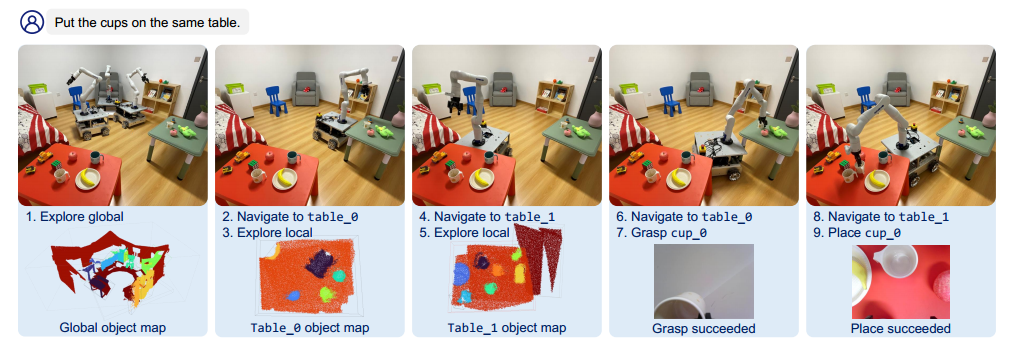 Put the cups on the same table.
1. Explore global
Global object map
2. Navigate to table_0
3. Explore local
Table_0 object map
4. Navigate to table_1
5. Explore local
Table_1 object map
6. Navigate to table_0
7. Grasp cup_0
Grasp succeeded
8. Navigate to table_1
9. Place cup_0
Place succeeded